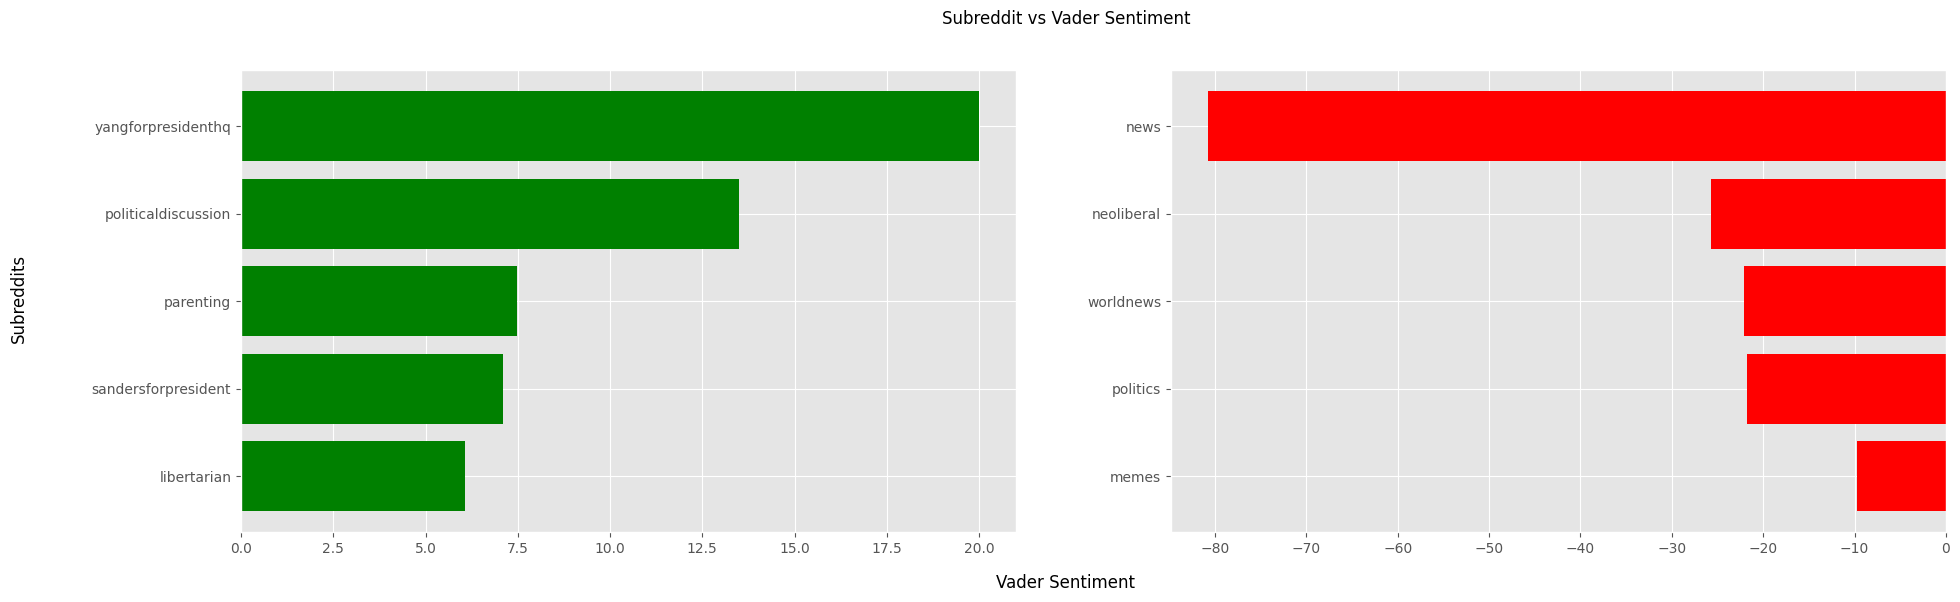 Subreddit vs Vader Sentiment
Subreddits
yangforpresidenthq
politicaldiscussion
parenting
sandersforpresident
libertarian
0.0 2.5 5.0 7.5 10.0 12.5 15.0 17.5 20.0
news
neoliberal
worldnews
politics
memes
−80 −70 −60 −50 −40 −30 −20 −10 0
Vader Sentiment